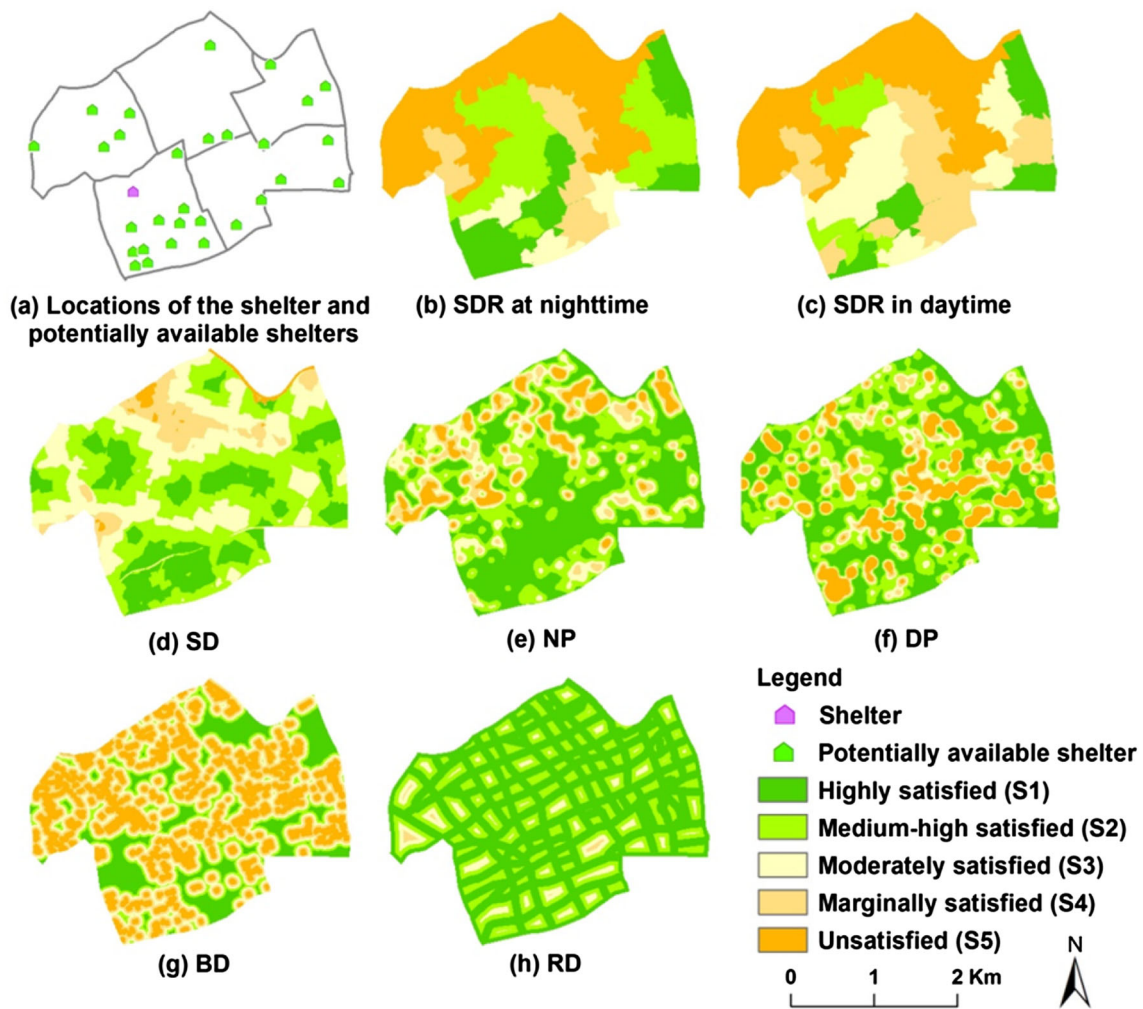 (a) Locations of the shelter and
potentially available shelters
(b) SDR at nighttime
(c) SDR in daytime
(d) SD
(e) NP
(f) DP
(g) BD
(h) RD
Legend
Shelter
Potentially available shelter
Highly satisfied (S1)
Medium-high satisfied (S2)
Moderately satisfied (S3)
Marginally satisfied (S4)
Unsatisfied (S5)
N
0 1 2 Km